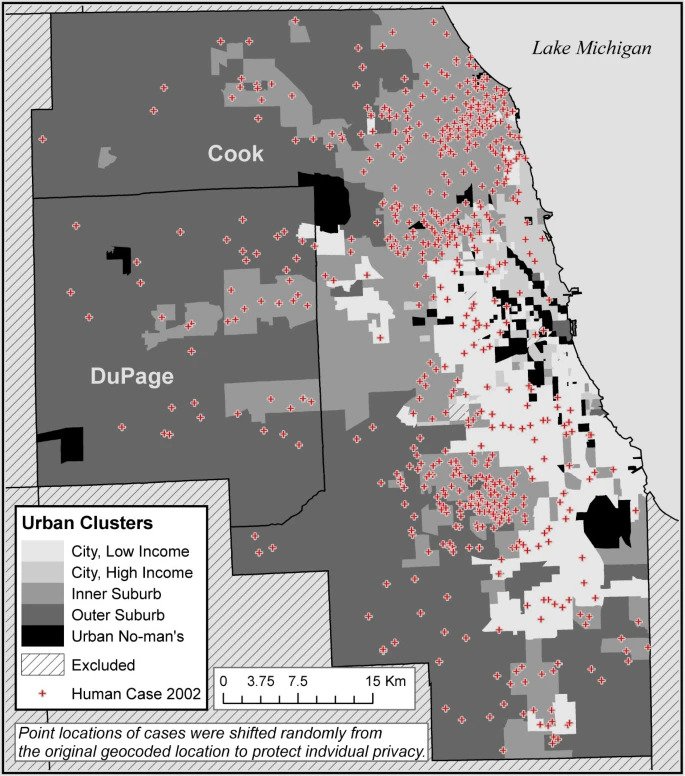 Lake Michigan
Cook
DuPage
Urban Clusters
City, Low Income
City, High Income
Inner Suburb
Outer Suburb
Urban No-man's
Excluded
Human Case 2002
0 3.75 7.5 15 Km
Point locations of cases were shifted randomly from
the original geocoded location to protect indvidual privacy.